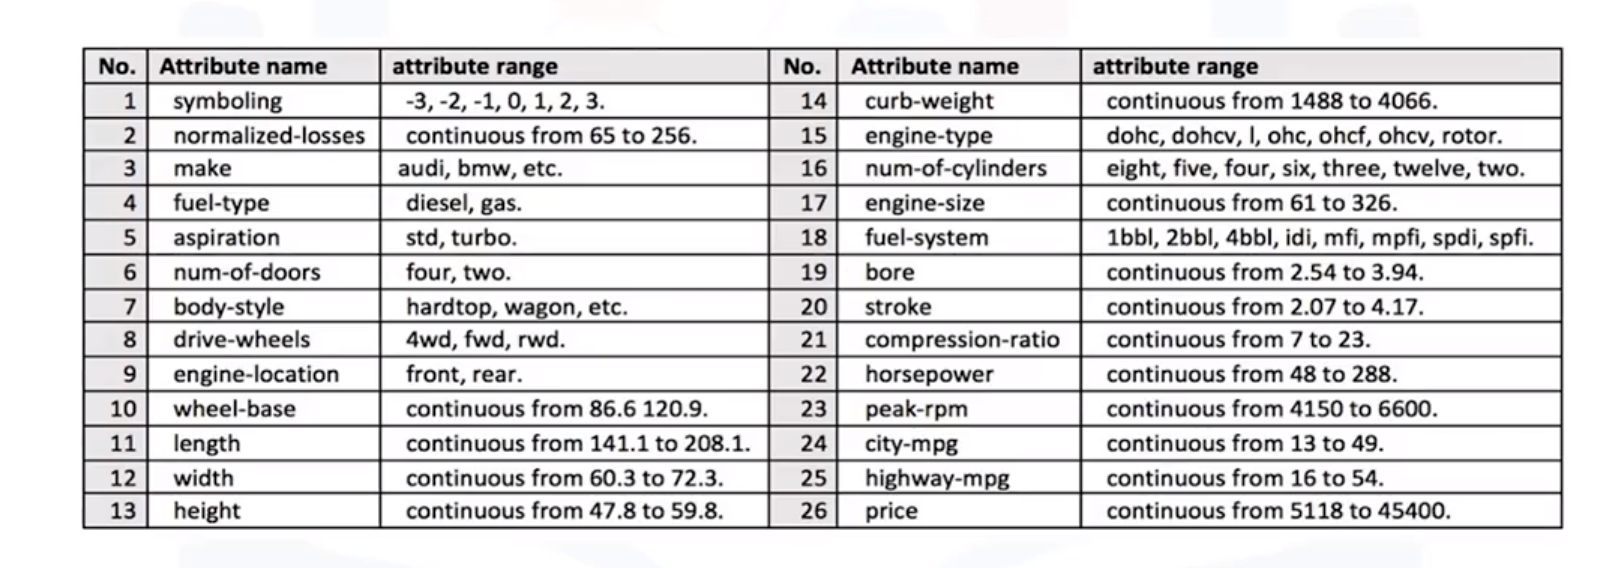 No. Attribute name attribute range No. Attribute name attribute range
1 symboling -3, -2, -1, 0, 1, 2, 3. 14 curb-weight continuous from 1488 to 4066.
2 normalized-losses continuous from 65 to 256. 15 engine-type dohc, dohcv, l, ohc, ohcf, ohcv, rotor.
3 make audi, bmw, etc. 16 num-of-cylinders eight, five, four, six, three, twelve, two.
4 fuel-type diesel, gas. 17 engine-size continuous from 61 to 326.
5 aspiration std, turbo. 18 fuel-system 1bbl, 2bbl, 4bbl, idi, mfi, mpfi, spdi, spfi.
6 num-of-doors four, two. 19 bore continuous from 2.54 to 3.94.
7 body-style hardtop, wagon, etc. 20 stroke continuous from 2.07 to 4.17.
8 drive-wheels 4wd, fwd, rwd. 21 compression-ratio continuous from 7 to 23.
9 engine-location front, rear. 22 horsepower continuous from 48 to 288.
10 wheel-base continuous from 86.6 120.9. 23 peak-rpm continuous from 4150 to 6600.
11 length continuous from 141.1 to 208.1. 24 city-mpg continuous from 13 to 49.
12 width continuous from 60.3 to 72.3. 25 highway-mpg continuous from 16 to 54.
13 height continuous from 47.8 to 59.8. 26 price continuous from 5118 to 45400.